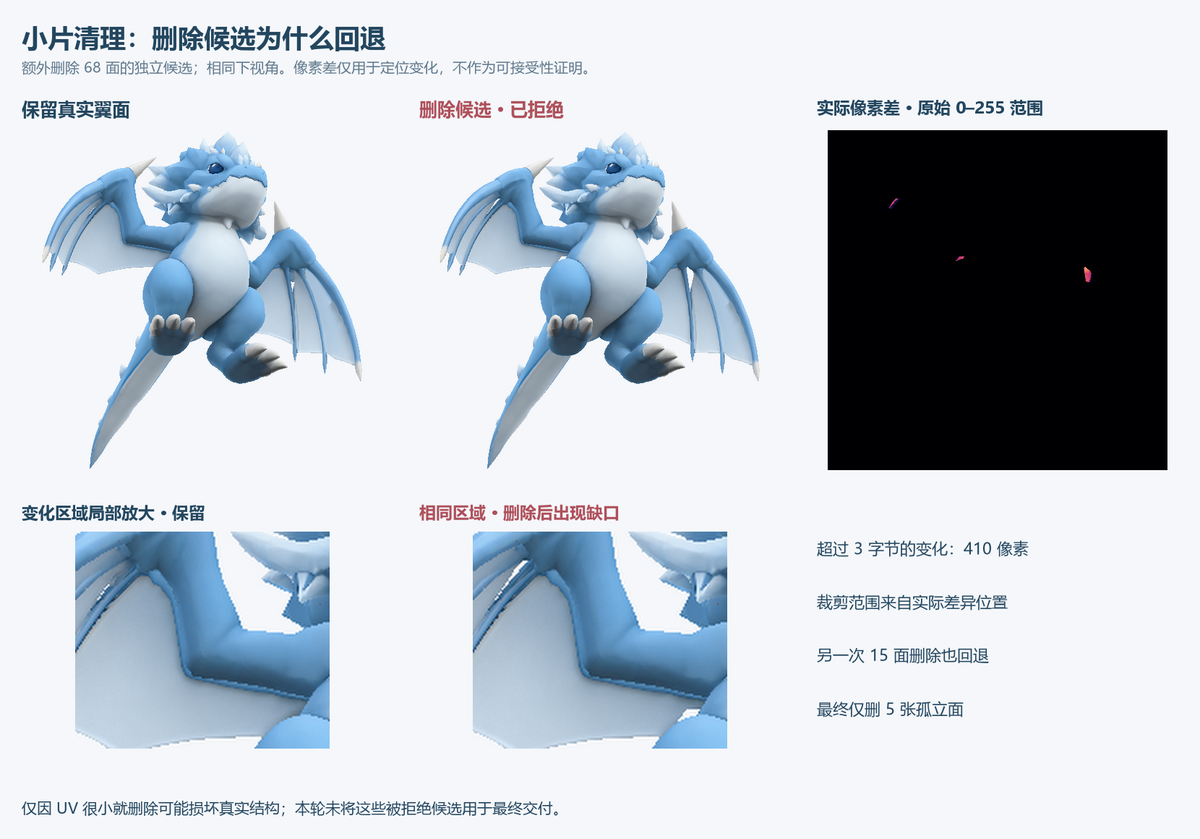 小片清理：删除候选为什么回退
额外删除 68 面的独立候选；相同下视角。像素差仅用于定位变化，不作为可接受性证明。
保留真实翼面
删除候选・已拒绝
实际像素差・原始 0–255 范围
变化区域局部放大・保留
相同区域・删除后出现缺口
超过 3 字节的变化：410 像素
裁剪范围来自实际差异位置
另一次 15 面删除也回退
最终仅删 5 张孤立面
仅因 UV 很小就删除可能损坏真实结构；本轮未将这些被拒绝候选用于最终交付。